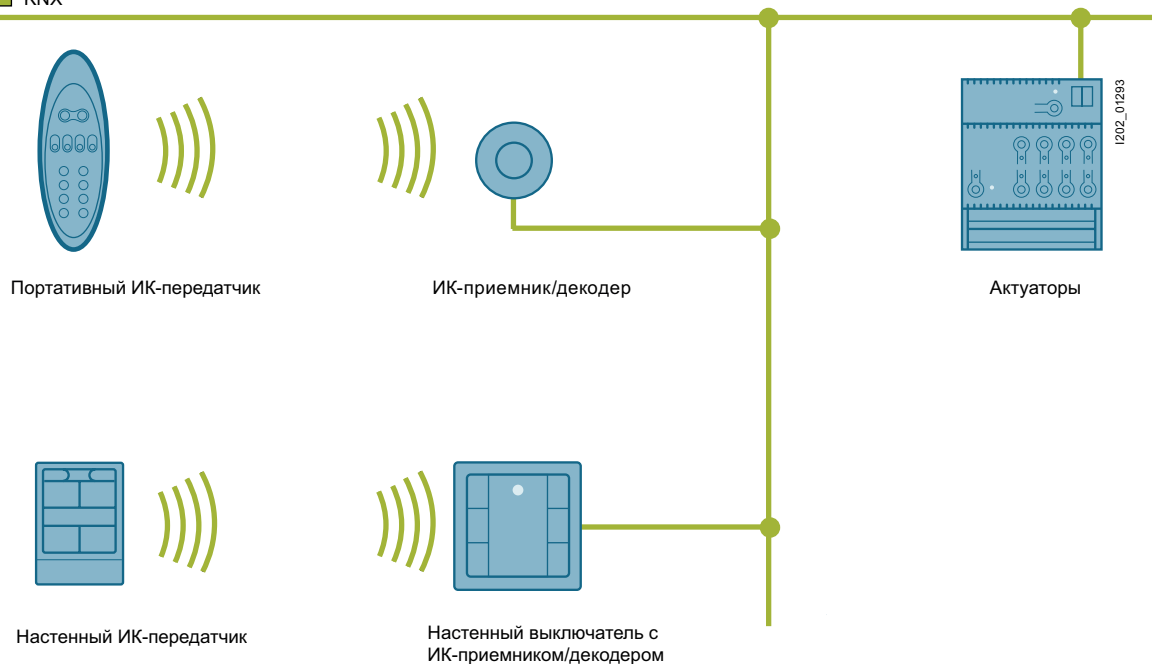 KNX
I202_01293
Портативный ИК-передатчик
ИК-приемник/декодер
Актуаторы
Настенный ИК-передатчик
Настенный выключатель с
ИК-приемником/декодером